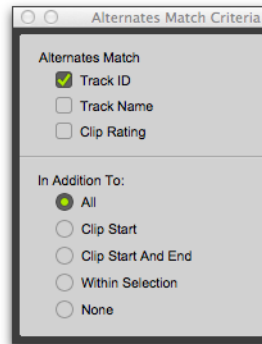 Alternates Match Criteria
Alternates Match
Track ID
Track Name
Clip Rating
In Addition To:
All
Clip Start
Clip Start And End
Within Selection
None